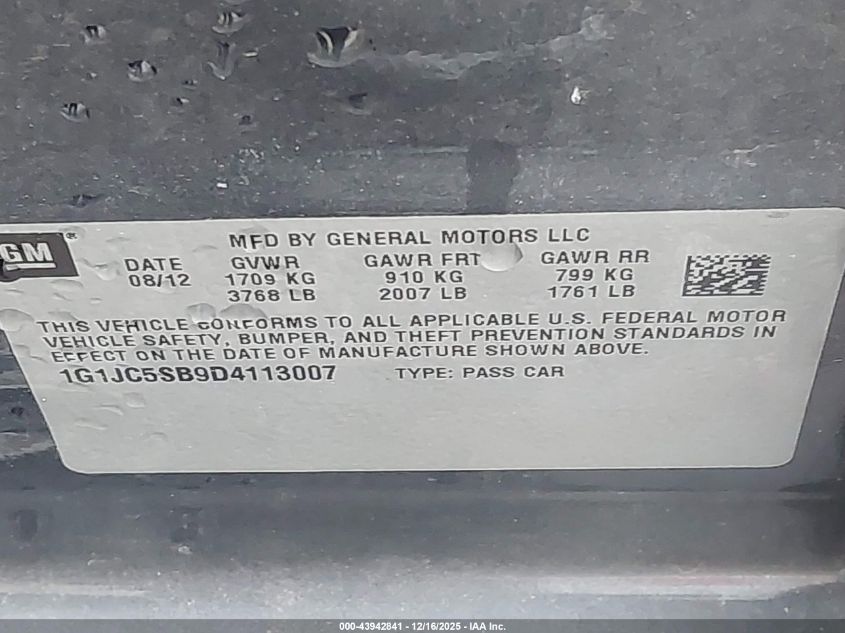 GM®
MFD BY GENERAL MOTORS LLC
DATE GVWR GAWR FRT GAWR RR
08/12 1709 KG 910 KG 799 KG
3768 LB 2007 LB 1761 LB
THIS VEHICLE CONFORMS TO ALL APPLICABLE U.S. FEDERAL MOTOR
VEHICLE SAFETY, BUMPER, AND THEFT PREVENTION STANDARDS IN
EFFECT ON THE DATE OF MANUFACTURE SHOWN ABOVE.
1G1JC5SB9D4113007 TYPE: PASS CAR
000-43942841 - 12/16/2025 - IAA Inc.